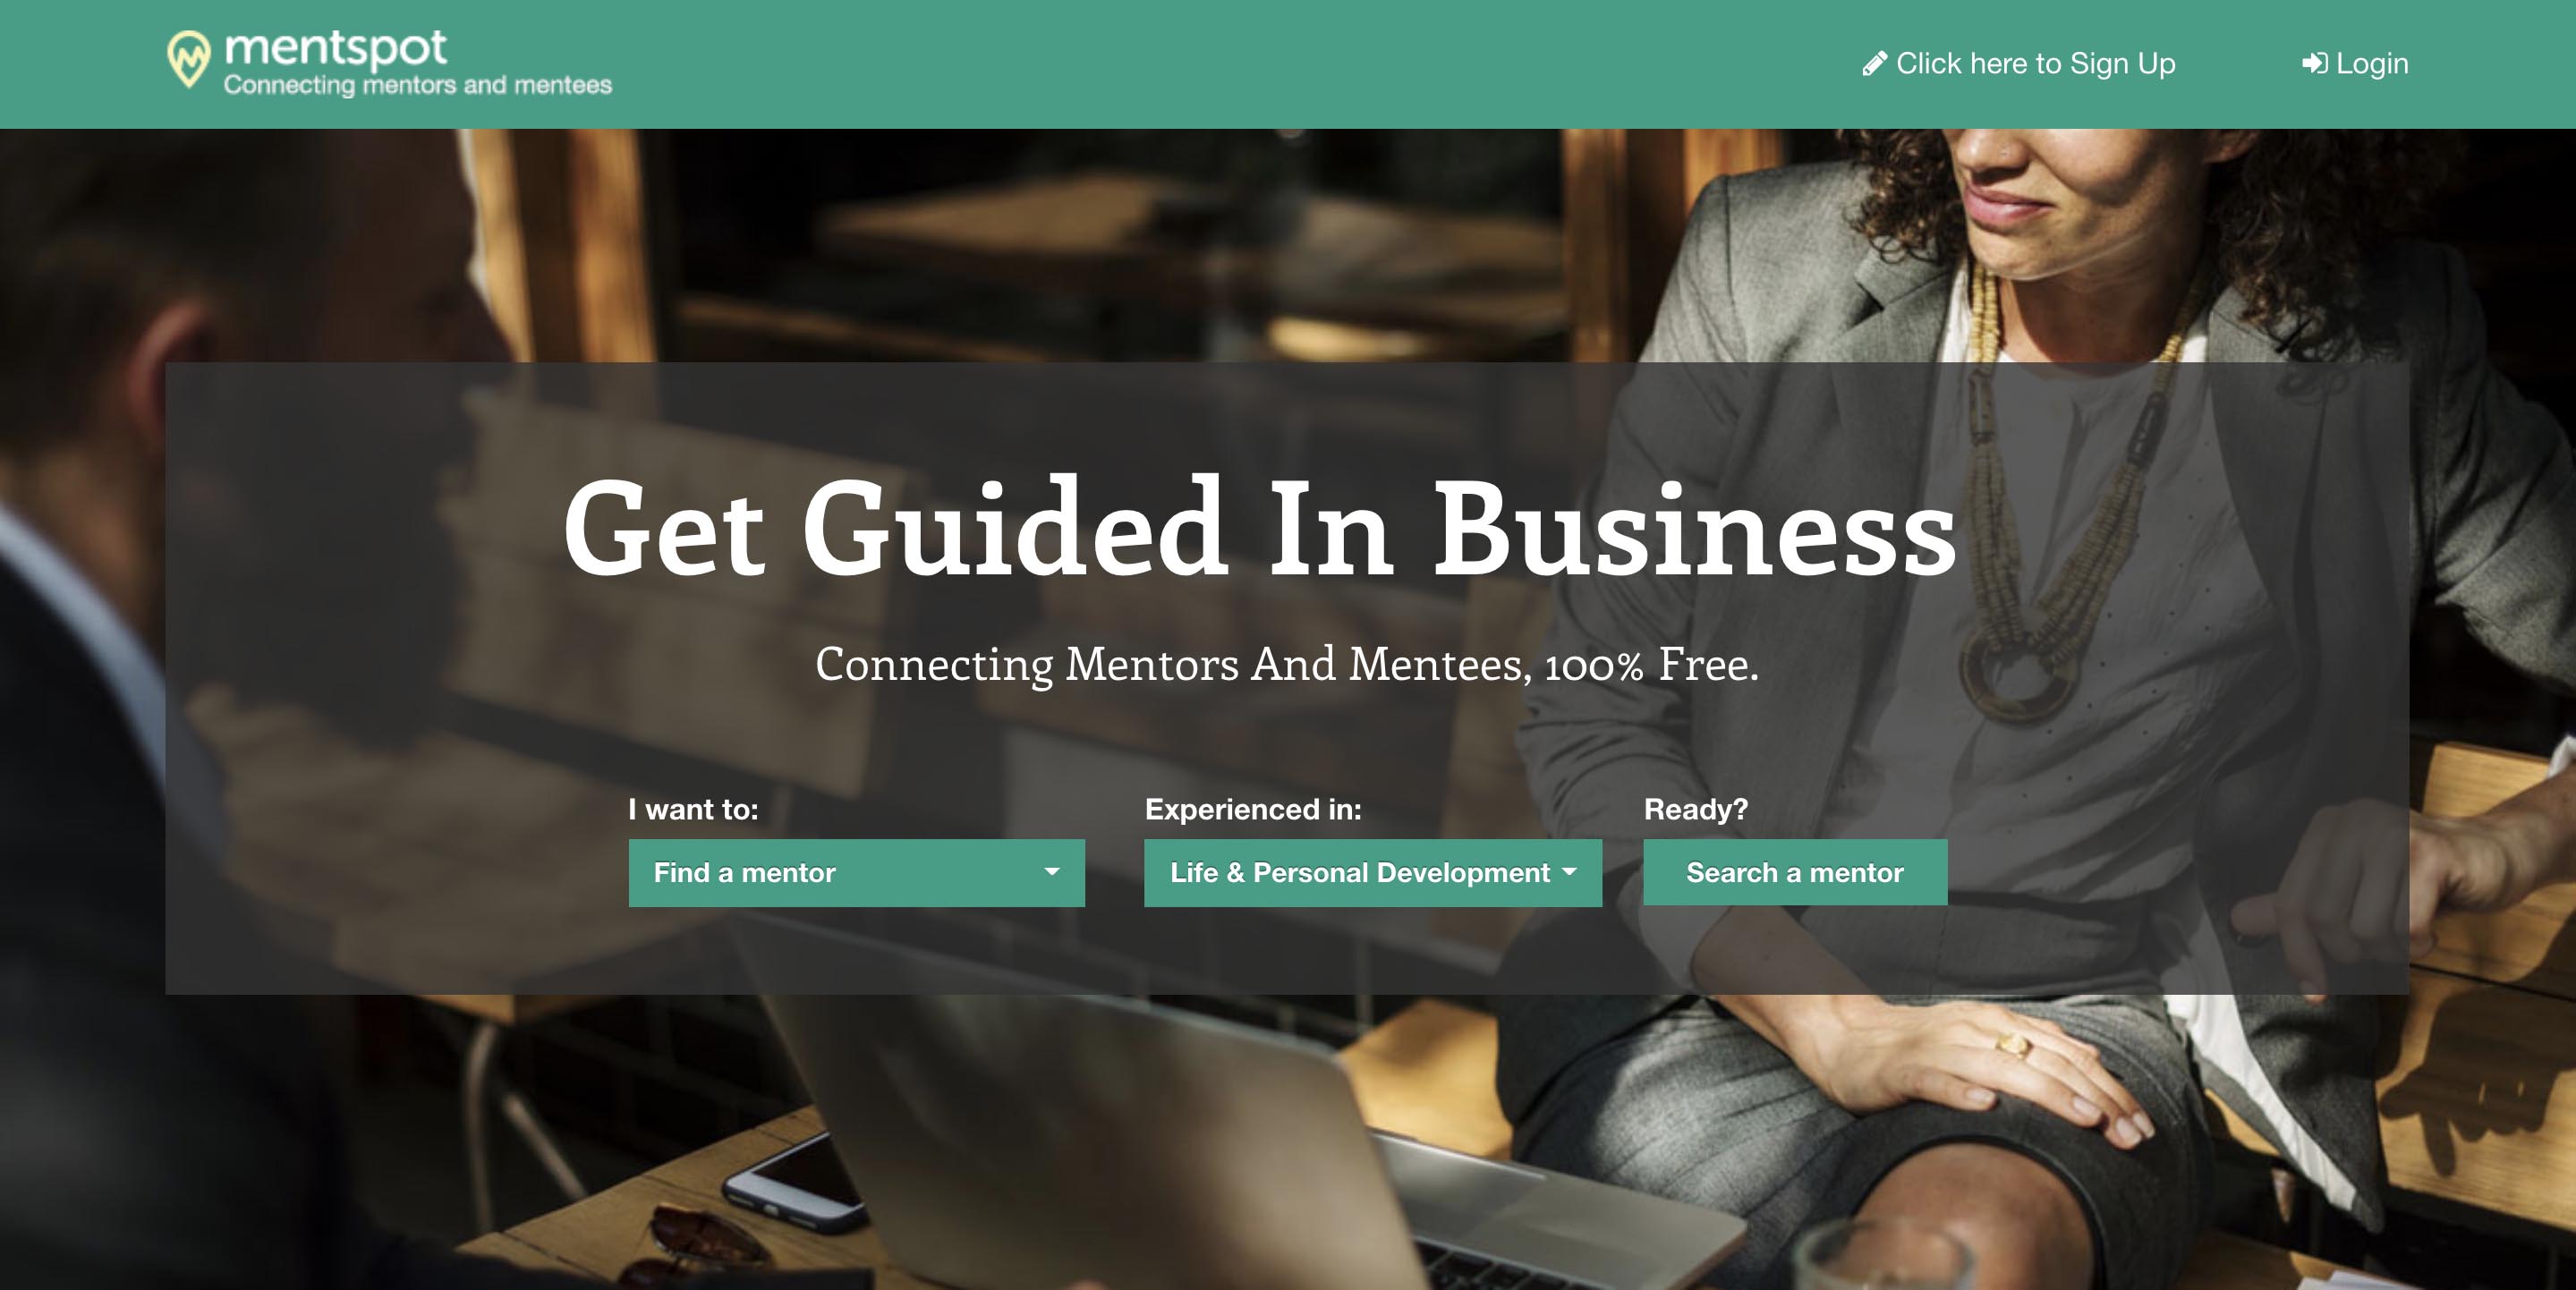 mentspot
Connecting mentors and mentees
Click here to Sign Up
Login
Get Guided In Business
Connecting Mentors And Mentees, 100% Free.
I want to:
Experienced in:
Ready?
Find a mentor
Life & Personal Development
Search a mentor